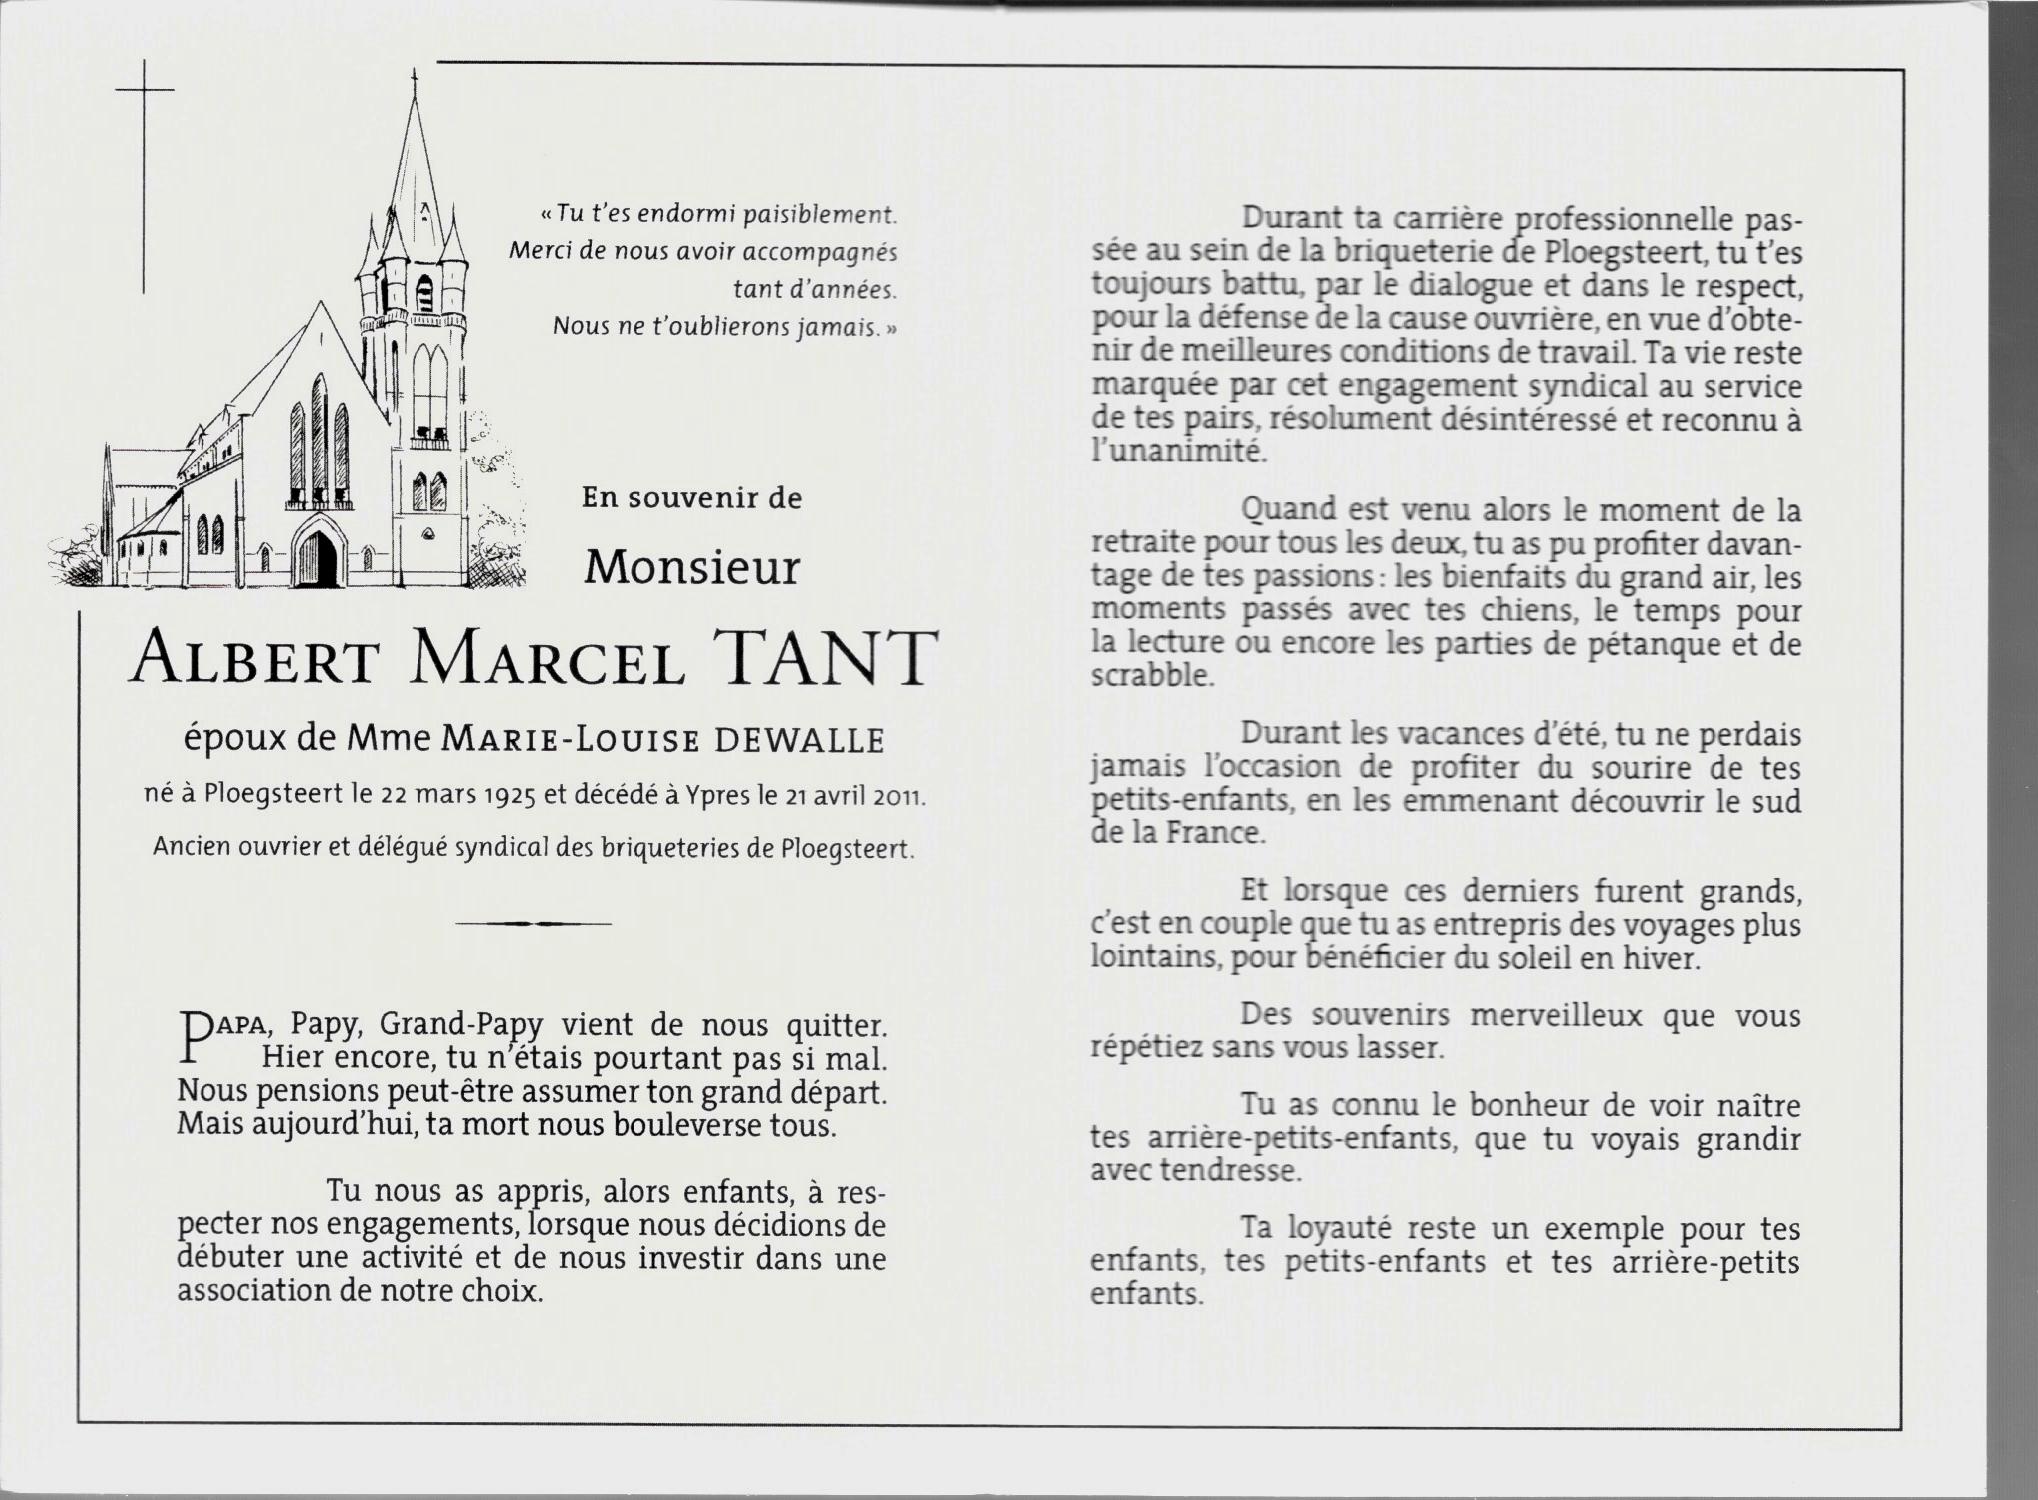 « Tu t'es endormi paisiblement.
Merci de nous avoir accompagnés
tant d'années.
Nous ne t'oublierons jamais. »
En souvenir de
Monsieur
ALBERT MARCEL TANT
époux de Mme MARIE-LOUISE DEWALLE
né à Ploegsteert le 22 mars 1925 et décédé à Ypres le 21 avril 2011.
Ancien ouvrier et délégué syndical des briqueteries de Ploegsteert.
PAPA, Papy, Grand-Papy vient de nous quitter.
Hier encore, tu n'étais pourtant pas si mal.
Nous pensions peut-être assumer ton grand départ.
Mais aujourd'hui, ta mort nous bouleverse tous.
Tu nous as appris, alors enfants, à res-
pecter nos engagements, lorsque nous décidions de
débuter une activité et de nous investir dans une
association de notre choix.
Durant ta carrière professionnelle pas-
sée au sein de la briqueterie de Ploegsteert, tu t'es
toujours battu, par le dialogue et dans le respect,
pour la défense de la cause ouvrière, en vue d'obte-
nir de meilleures conditions de travail. Ta vie reste
marquée par cet engagement syndical au service
de tes pairs, résolument désintéressé et reconnu à
l'unanimité.
Quand est venu alors le moment de la
retraite pour tous les deux, tu as pu profiter davan-
tage de tes passions : les bienfaits du grand air, les
moments passés avec tes chiens, le temps pour
la lecture ou encore les parties de pétanque et de
scrabble.
Durant les vacances d'été, tu ne perdais
jamais l'occasion de profiter du sourire de tes
petits-enfants, en les emmenant découvrir le sud
de la France.
Et lorsque ces derniers furent grands,
c'est en couple que tu as entrepris des voyages plus
lointains, pour bénéficier du soleil en hiver.
Des souvenirs merveilleux que vous
répétiez sans vous lasser.
Tu as connu le bonheur de voir naître
tes arrière-petits-enfants, que tu voyais grandir
avec tendresse.
Ta loyauté reste un exemple pour tes
enfants, tes petits-enfants et tes arrière-petits
enfants.